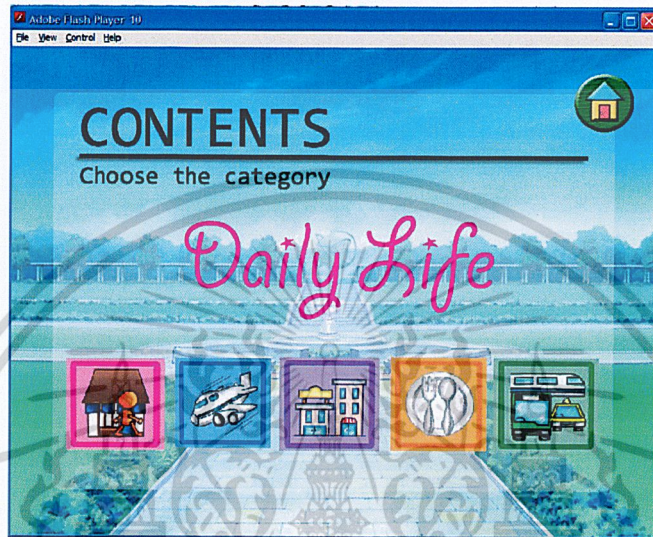 Adobe Flash Player 10
File View Control Help
CONTENTS
Choose the category
Daily Life